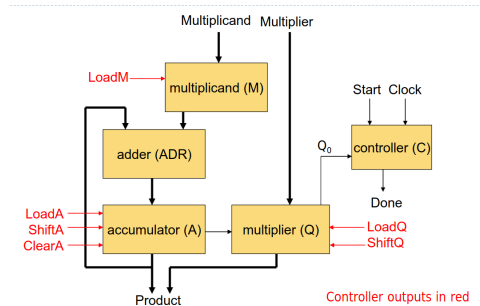 Multiplicand Multiplier
LoadM
multiplicand (M)
Start Clock
adder (ADR)
Q0
controller (C)
Done
LoadA
ShiftA
ClearA
accumulator (A)
multiplier (Q)
LoadQ
ShiftQ
Product
Controller outputs in red